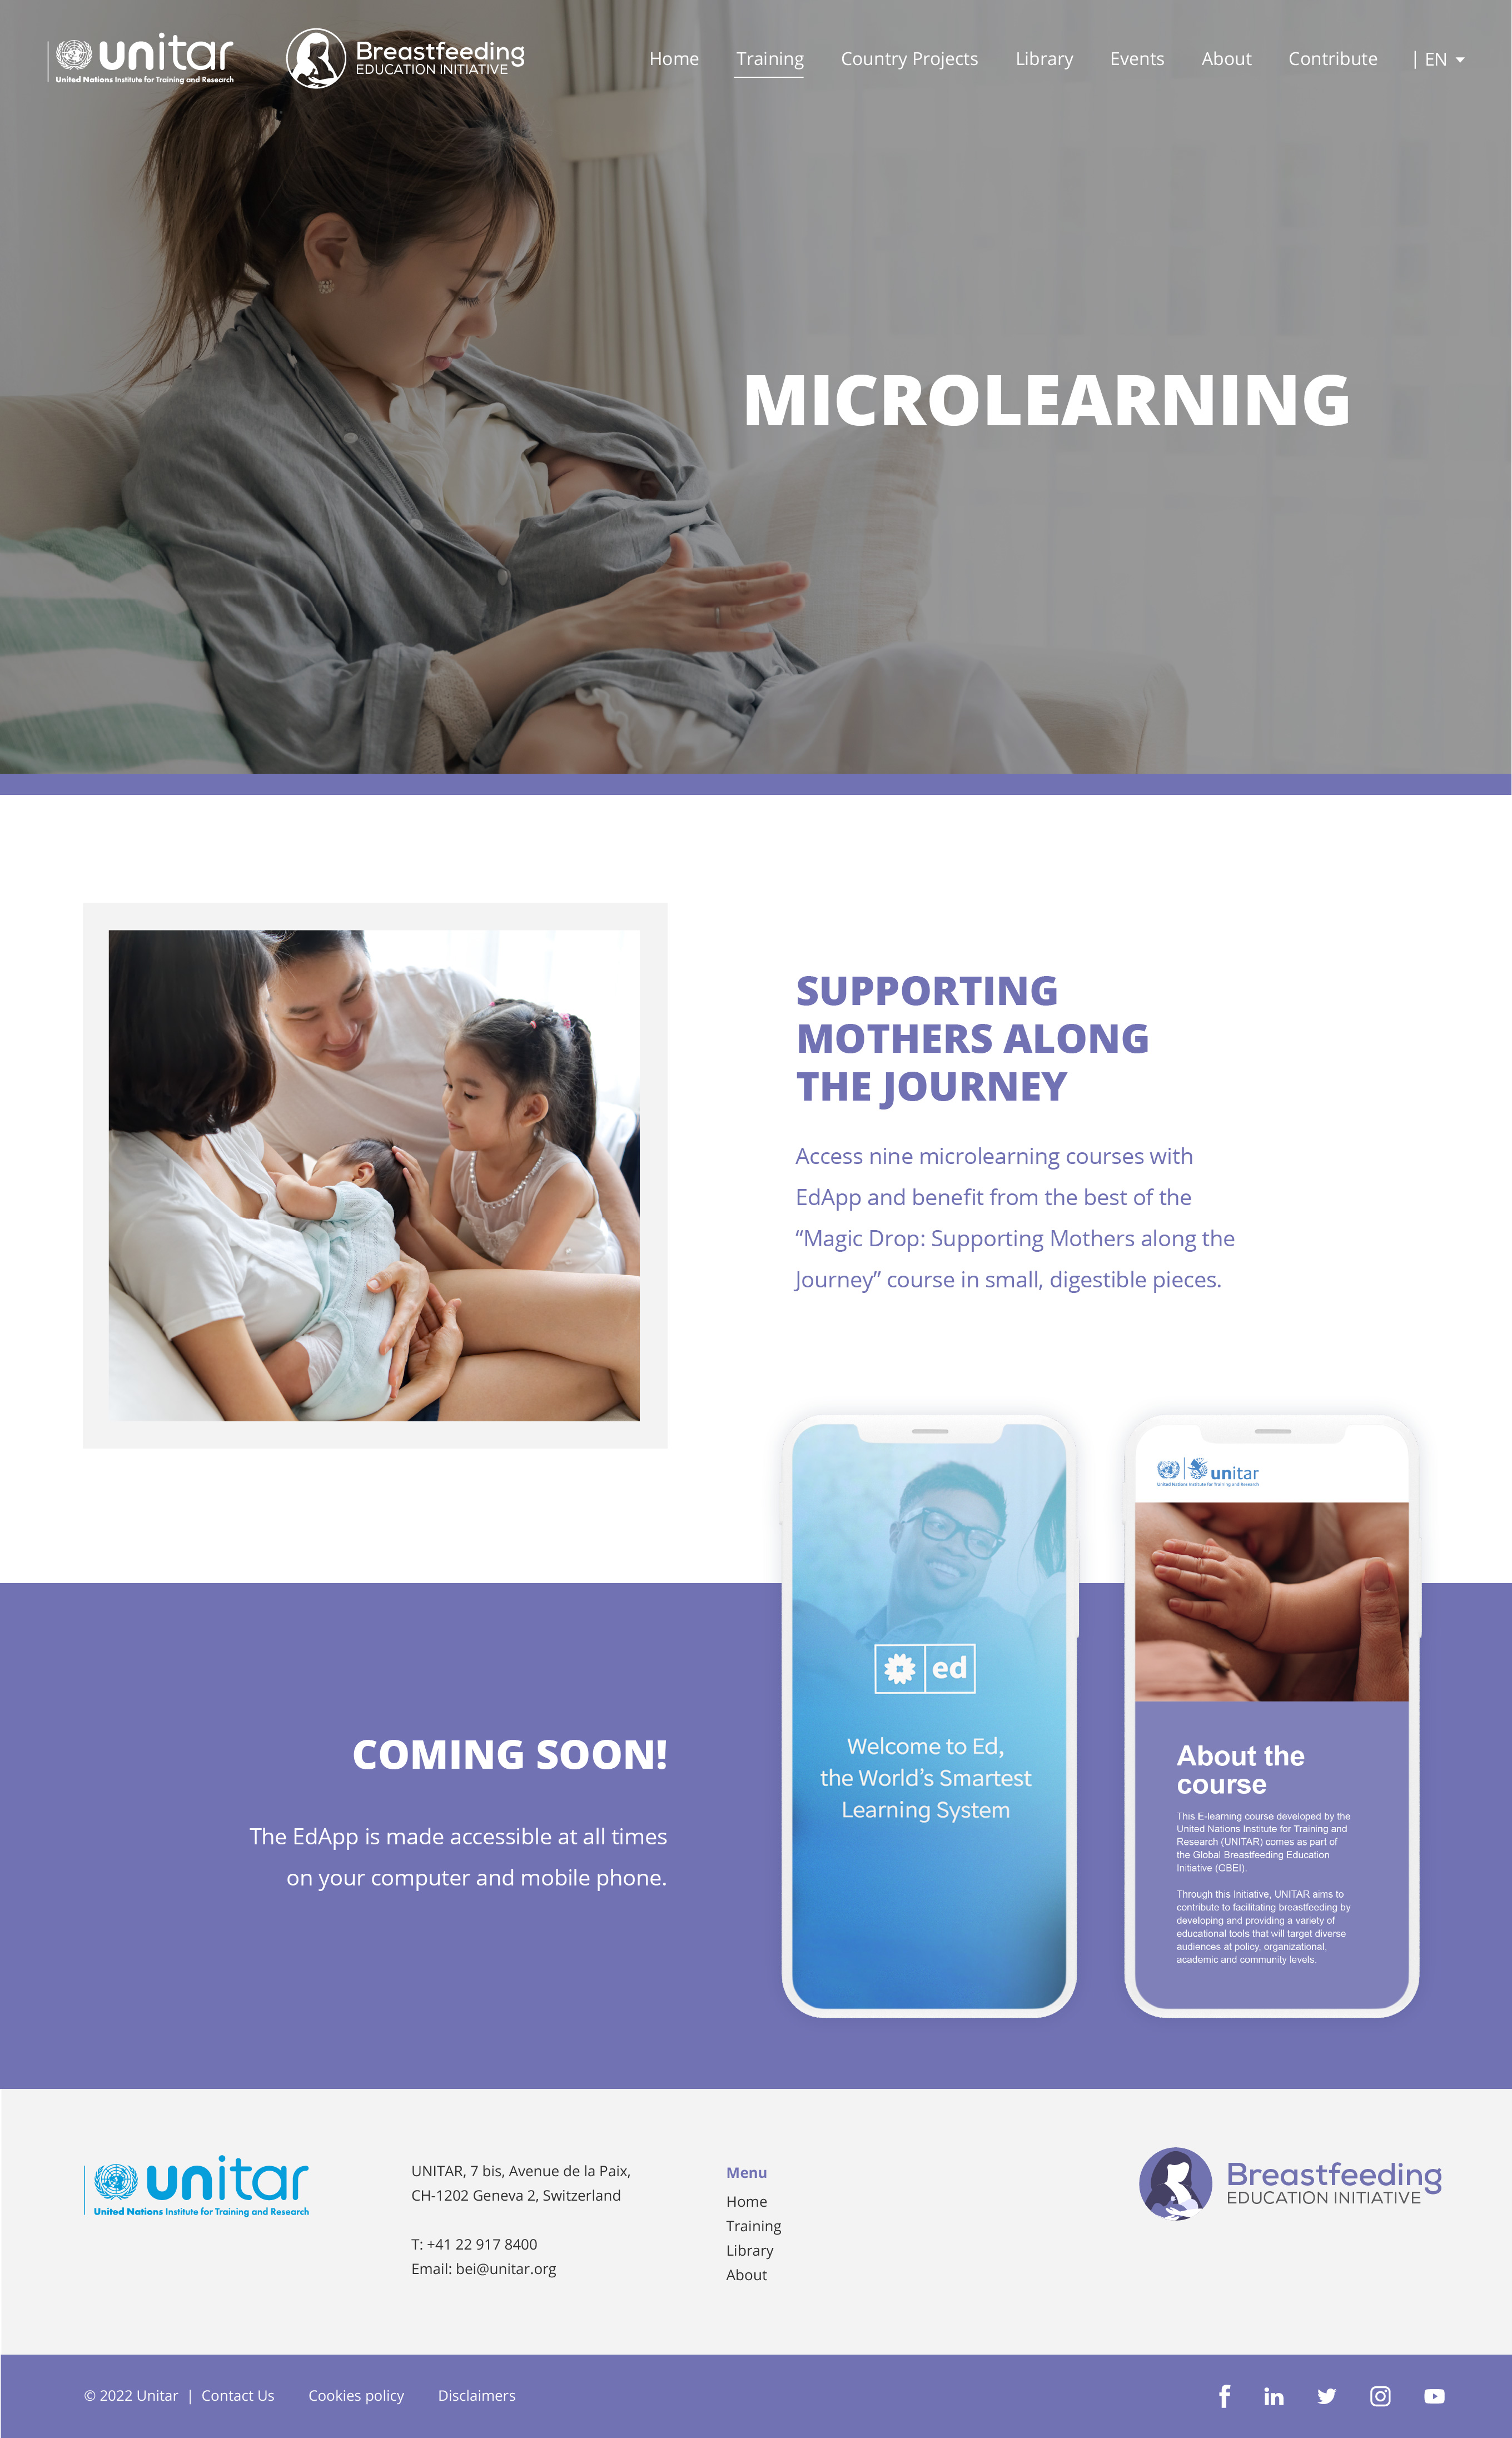 unitar
United Nations Institute for Training and Research
Breastfeeding
EDUCATION INITIATIVE
Home Training Country Projects Library Events About Contribute | EN
MICROLEARNING
SUPPORTING
MOTHERS ALONG
THE JOURNEY
Access nine microlearning courses with
EdApp and benefit from the best of the
“Magic Drop: Supporting Mothers along the
Journey” course in small, digestible pieces.
COMING SOON!
The EdApp is made accessible at all times
on your computer and mobile phone.
ed
Welcome to Ed,
the World’s Smartest
Learning System
unitar
United Nations Institute for Training and Research
About the
course
This E-learning course developed by the
United Nations Institute for Training and
Research (UNITAR) comes as part of
the Global Breastfeeding Education
Initiative (GBEI).
Through this Initiative, UNITAR aims to
contribute to facilitating breastfeeding by
developing and providing a variety of
educational tools that will target diverse
audiences at policy, organizational,
academic and community levels.
unitar
United Nations Institute for Training and Research
UNITAR, 7 bis, Avenue de la Paix,
CH-1202 Geneva 2, Switzerland
T: +41 22 917 8400
Email: bei@unitar.org
Menu
Home
Training
Library
About
Breastfeeding
EDUCATION INITIATIVE
© 2022 Unitar | Contact Us Cookies policy Disclaimers